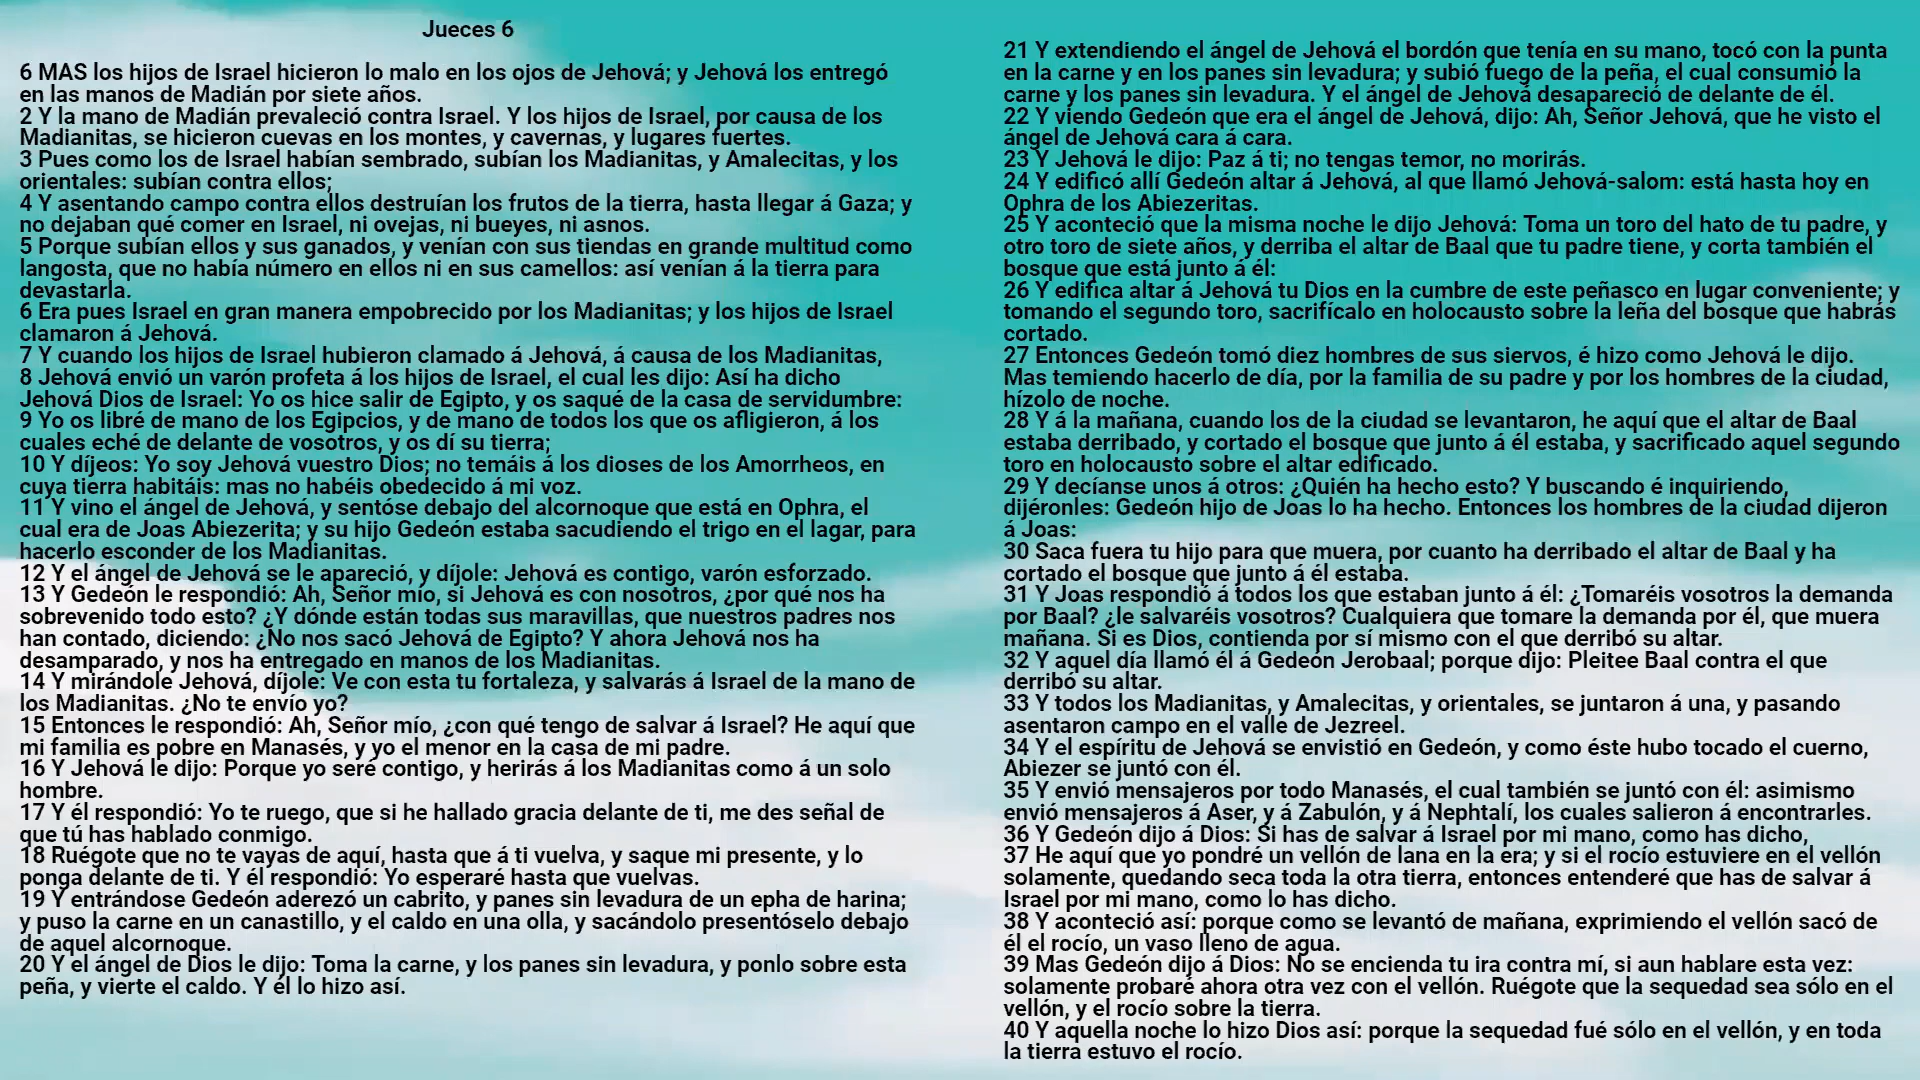 Jueces 6
6 MAS los hijos de Israel hicieron lo malo en los ojos de Jehová; y Jehová los entregó
en las manos de Madián por siete años.
2 Y la mano de Madián prevaleció contra Israel. Y los hijos de Israel, por causa de los
Madianitas, se hicieron cuevas en los montes, y cavernas, y lugares fuertes.
3 Pues como los de Israel habían sembrado, subían los Madianitas, y Amalecitas, y los
orientales: subían contra ellos;
4 Y asentando campo contra ellos destruían los frutos de la tierra, hasta llegar á Gaza; y
no dejaban qué comer en Israel, ni ovejas, ni bueyes, ni asnos.
5 Porque subían ellos y sus ganados, y venían con sus tiendas en grande multitud como
langosta, que no había número en ellos ni en sus camellos: así venían á la tierra para
devastarla.
6 Era pues Israel en gran manera empobrecido por los Madianitas; y los hijos de Israel
clamaron á Jehová.
7 Y cuando los hijos de Israel hubieron clamado á Jehová, á causa de los Madianitas,
8 Jehová envió un varón profeta á los hijos de Israel, el cual les dijo: Así ha dicho
Jehová Dios de Israel: Yo os hice salir de Egipto, y os saqué de la casa de servidumbre:
9 Yo os libré de mano de los Egipcios, y de mano de todos los que os afligieron, á los
cuales eché de delante de vosotros, y os dí su tierra;
10 Y díjeos: Yo soy Jehová vuestro Dios; no temáis á los dioses de los Amorrheos, en
cuya tierra habitáis: mas no habéis obedecido á mi voz.
11 Y vino el ángel de Jehová, y sentóse debajo del alcornoque que está en Ophra, el
cual era de Joas Abiezerita; y su hijo Gedeón estaba sacudiendo el trigo en el lagar, para
hacerlo esconder de los Madianitas.
12 Y el ángel de Jehová se le apareció, y díjole: Jehová es contigo, varón esforzado.
13 Y Gedeón le respondió: Ah, Señor mío, si Jehová es con nosotros, ¿por qué nos ha
sobrevenido todo esto? ¿Y dónde están todas sus maravillas, que nuestros padres nos
han contado, diciendo: ¿No nos sacó Jehová de Egipto? Y ahora Jehová nos ha
desamparado, y nos ha entregado en manos de los Madianitas.
14 Y mirándole Jehová, díjole: Ve con esta tu fortaleza, y salvarás á Israel de la mano de
los Madianitas. ¿No te envío yo?
15 Entonces le respondió: Ah, Señor mío, ¿con qué tengo de salvar á Israel? He aquí que
mi familia es pobre en Manasés, y yo el menor en la casa de mi padre.
16 Y Jehová le dijo: Porque yo seré contigo, y herirás á los Madianitas como á un solo
hombre.
17 Y él respondió: Yo te ruego, que si he hallado gracia delante de ti, me des señal de
que tú has hablado conmigo.
18 Ruégote que no te vayas de aquí, hasta que á ti vuelva, y saque mi presente, y lo
ponga delante de ti. Y él respondió: Yo esperaré hasta que vuelvas.
19 Y entrándose Gedeón aderezó un cabrito, y panes sin levadura de un epha de harina;
y puso la carne en un canastillo, y el caldo en una olla, y sacándolo presentóselo debajo
de aquel alcornoque.
20 Y el ángel de Dios le dijo: Toma la carne, y los panes sin levadura, y ponlo sobre esta
peña, y vierte el caldo. Y él lo hizo así.
21 Y extendiendo el ángel de Jehová el bordón que tenía en su mano, tocó con la punta
en la carne y en los panes sin levadura; y subió fuego de la peña, el cual consumió la
carne y los panes sin levadura. Y el ángel de Jehová desapareció de delante de él.
22 Y viendo Gedeón que era el ángel de Jehová, dijo: Ah, Señor Jehová, que he visto el
ángel de Jehová cara á cara.
23 Y Jehová le dijo: Paz á ti; no tengas temor, no morirás.
24 Y edificó allí Gedeón altar á Jehová, al que llamó Jehová-salom: está hasta hoy en
Ophra de los Abiezeritas.
25 Y aconteció que la misma noche le dijo Jehová: Toma un toro del hato de tu padre, y
otro toro de siete años, y derriba el altar de Baal que tu padre tiene, y corta también el
bosque que está junto á él:
26 Y edifica altar á Jehová tu Dios en la cumbre de este peñasco en lugar conveniente; y
tomando el segundo toro, sacrifícalo en holocausto sobre la leña del bosque que habrás
cortado.
27 Entonces Gedeón tomó diez hombres de sus siervos, é hizo como Jehová le dijo.
Mas temiendo hacerlo de día, por la familia de su padre y por los hombres de la ciudad,
hízolo de noche.
28 Y á la mañana, cuando los de la ciudad se levantaron, he aquí que el altar de Baal
estaba derribado, y cortado el bosque que junto á él estaba, y sacrificado aquel segundo
toro en holocausto sobre el altar edificado.
29 Y decíanse unos á otros: ¿Quién ha hecho esto? Y buscando é inquiriendo,
dijéronles: Gedeón hijo de Joas lo ha hecho. Entonces los hombres de la ciudad dijeron
á Joas:
30 Saca fuera tu hijo para que muera, por cuanto ha derribado el altar de Baal y ha
cortado el bosque que junto á él estaba.
31 Y Joas respondió á todos los que estaban junto á él: ¿Tomaréis vosotros la demanda
por Baal? ¿le salvaréis vosotros? Cualquiera que tomare la demanda por él, que muera
mañana. Si es Dios, contienda por sí mismo con el que derribó su altar.
32 Y aquel día llamó él á Gedeón Jerobaal; porque dijo: Pleitee Baal contra el que
derribó su altar.
33 Y todos los Madianitas, y Amalecitas, y orientales, se juntaron á una, y pasando
asentaron campo en el valle de Jezreel.
34 Y el espíritu de Jehová se envistió en Gedeón, y como éste hubo tocado el cuerno,
Abiezer se juntó con él.
35 Y envió mensajeros por todo Manasés, el cual también se juntó con él: asimismo
envió mensajeros á Aser, y á Zabulón, y á Nephtalí, los cuales salieron á encontrarles.
36 Y Gedeón dijo á Dios: Si has de salvar á Israel por mi mano, como has dicho,
37 He aquí que yo pondré un vellón de lana en la era; y si el rocío estuviere en el vellón
solamente, quedando seca toda la otra tierra, entonces entenderé que has de salvar á
Israel por mi mano, como lo has dicho.
38 Y aconteció así: porque como se levantó de mañana, exprimiendo el vellón sacó de
él el rocío, un vaso lleno de agua.
39 Mas Gedeón dijo á Dios: No se encienda tu ira contra mí, si aun hablare esta vez:
solamente probaré ahora otra vez con el vellón. Ruégote que la sequedad sea sólo en el
vellón, y el rocío sobre la tierra.
40 Y aquella noche lo hizo Dios así: porque la sequedad fué sólo en el vellón, y en toda
la tierra estuvo el rocío.